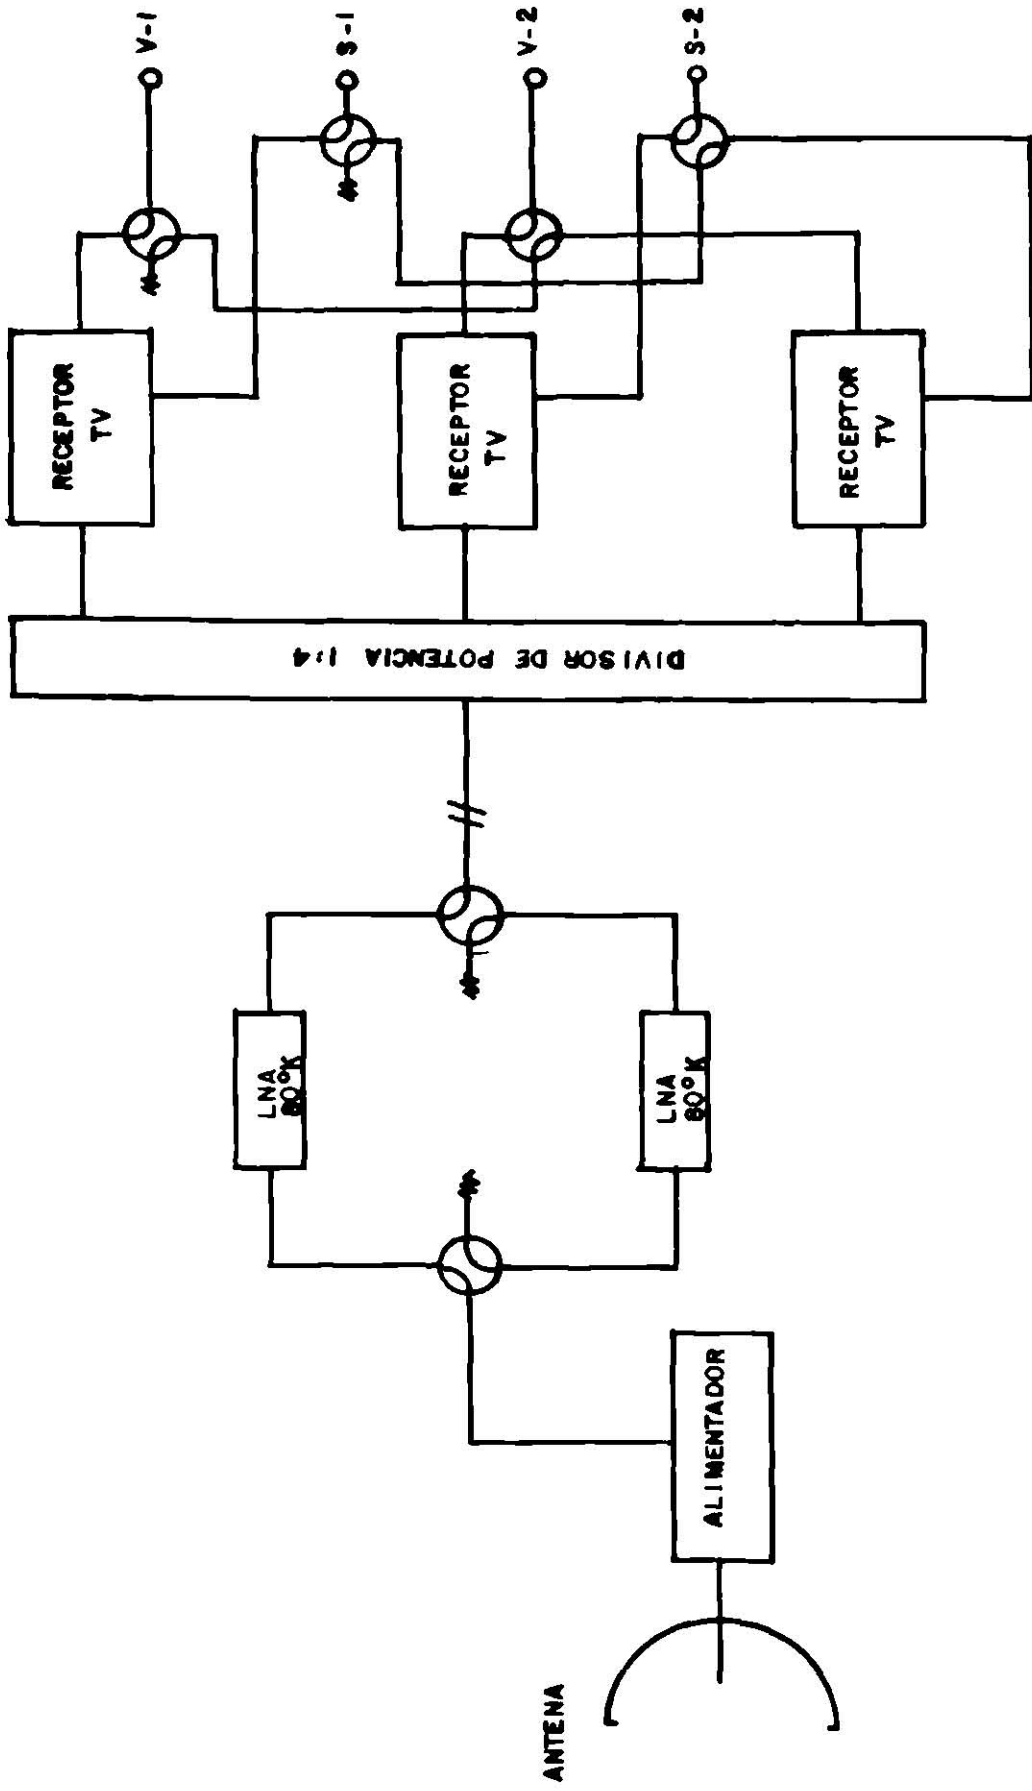 ANTENA
ALIMENTADOR
LNA
80°K
LNA
80°K
DIVISOR DE POTENCIA 1:4
RECEPTOR
TV
RECEPTOR
TV
RECEPTOR
TV
V-1
S-1
V-2
S-2